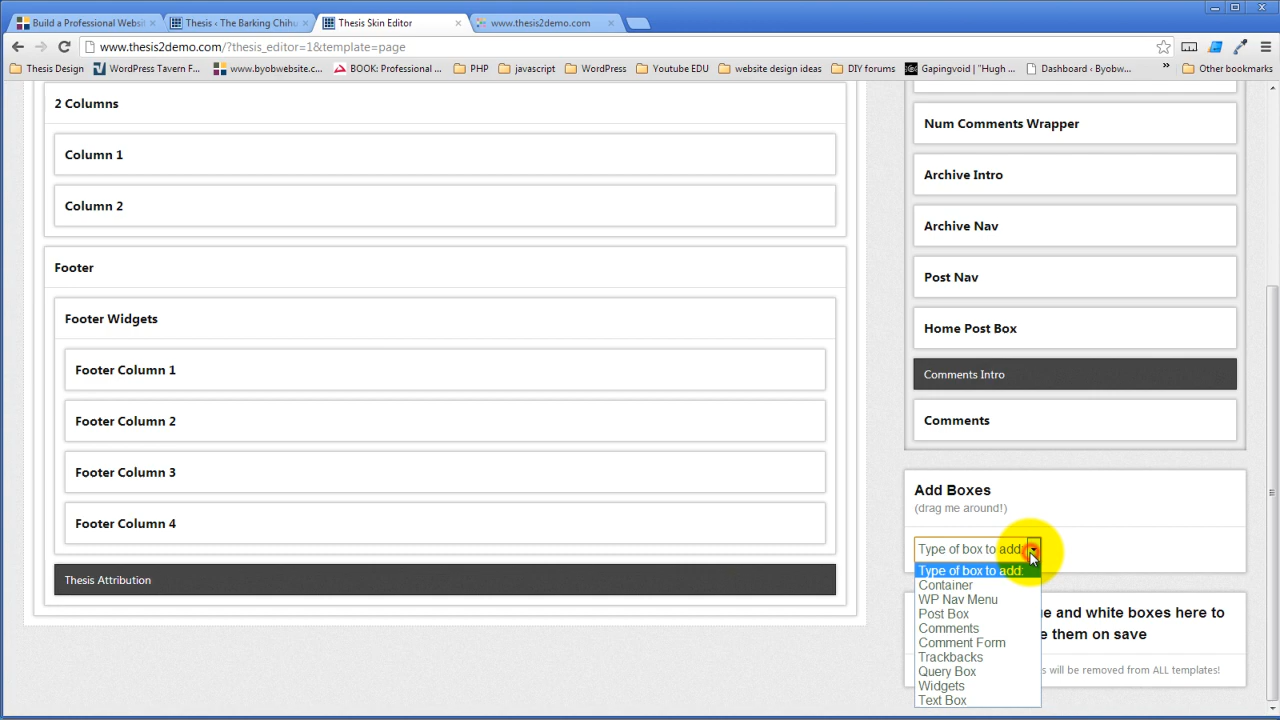 Build a Professional Websit
Thesis ‹ The Barking Chihu
Thesis Skin Editor
www.thesis2demo.com
www.thesis2demo.com/?thesis_editor=1&template=page
Thesis Design
WordPress Tavern F...
www.byobwebsite.c...
BOOK: Professional ...
PHP
javascript
WordPress
Youtube EDU
website design ideas
DIY forums
Gapingvoid | "Hugh ...
Dashboard ‹ Byobw...
»
Other bookmarks
2 Columns
Column 1
Column 2
Footer
Footer Widgets
Footer Column 1
Footer Column 2
Footer Column 3
Footer Column 4
Thesis Attribution
Num Comments Wrapper
Archive Intro
Archive Nav
Post Nav
Home Post Box
Comments Intro
Comments
Add Boxes
(drag me around!)
Type of box to add:
Type of box to add:
Container
WP Nav Menu
Post Box
Comments
Comment Form
Trackbacks
Query Box
Widgets
Text Box
and white boxes here to
them on save
will be removed from ALL templates!